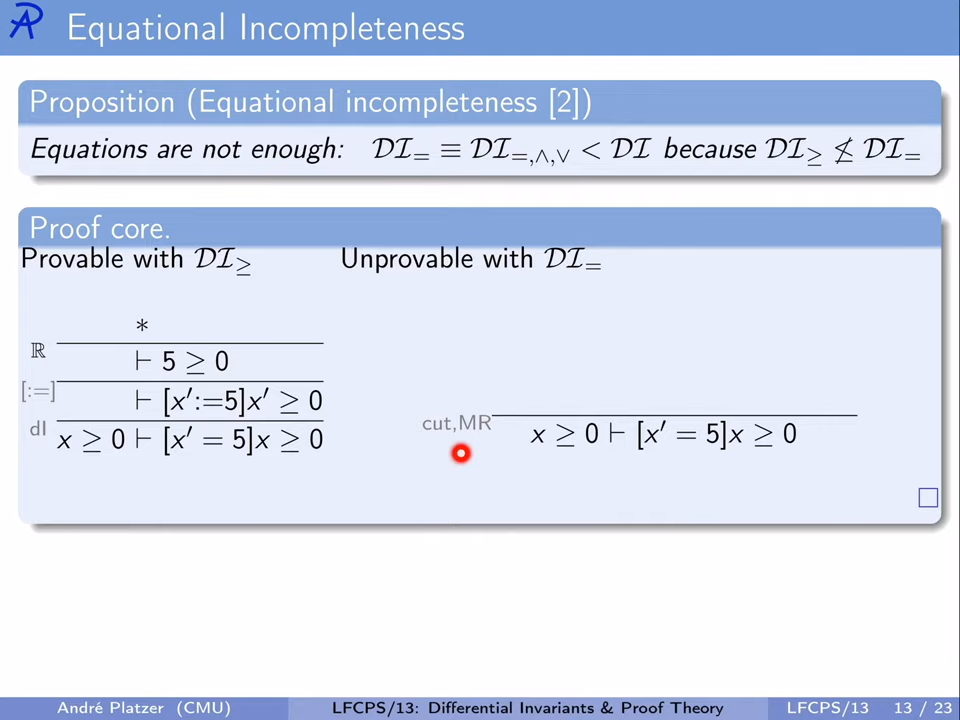 Equational Incompleteness
Proposition (Equational incompleteness [2])
Equations are not enough: 𝒟ℐ₌ ≡ 𝒟ℐ₌,∧,∨ < 𝒟ℐ because 𝒟ℐ≥ ≰ 𝒟ℐ₌
Proof core.
Provable with 𝒟ℐ≥
Unprovable with 𝒟ℐ₌
*
ℝ ⊢ 5 ≥ 0
[:=] ⊢ [x′:=5]x′ ≥ 0
dI x ≥ 0 ⊢ [x′ = 5]x ≥ 0
cut,MR x ≥ 0 ⊢ [x′ = 5]x ≥ 0
□
André Platzer (CMU) LFCPS/13: Differential Invariants & Proof Theory LFCPS/13 13 / 23